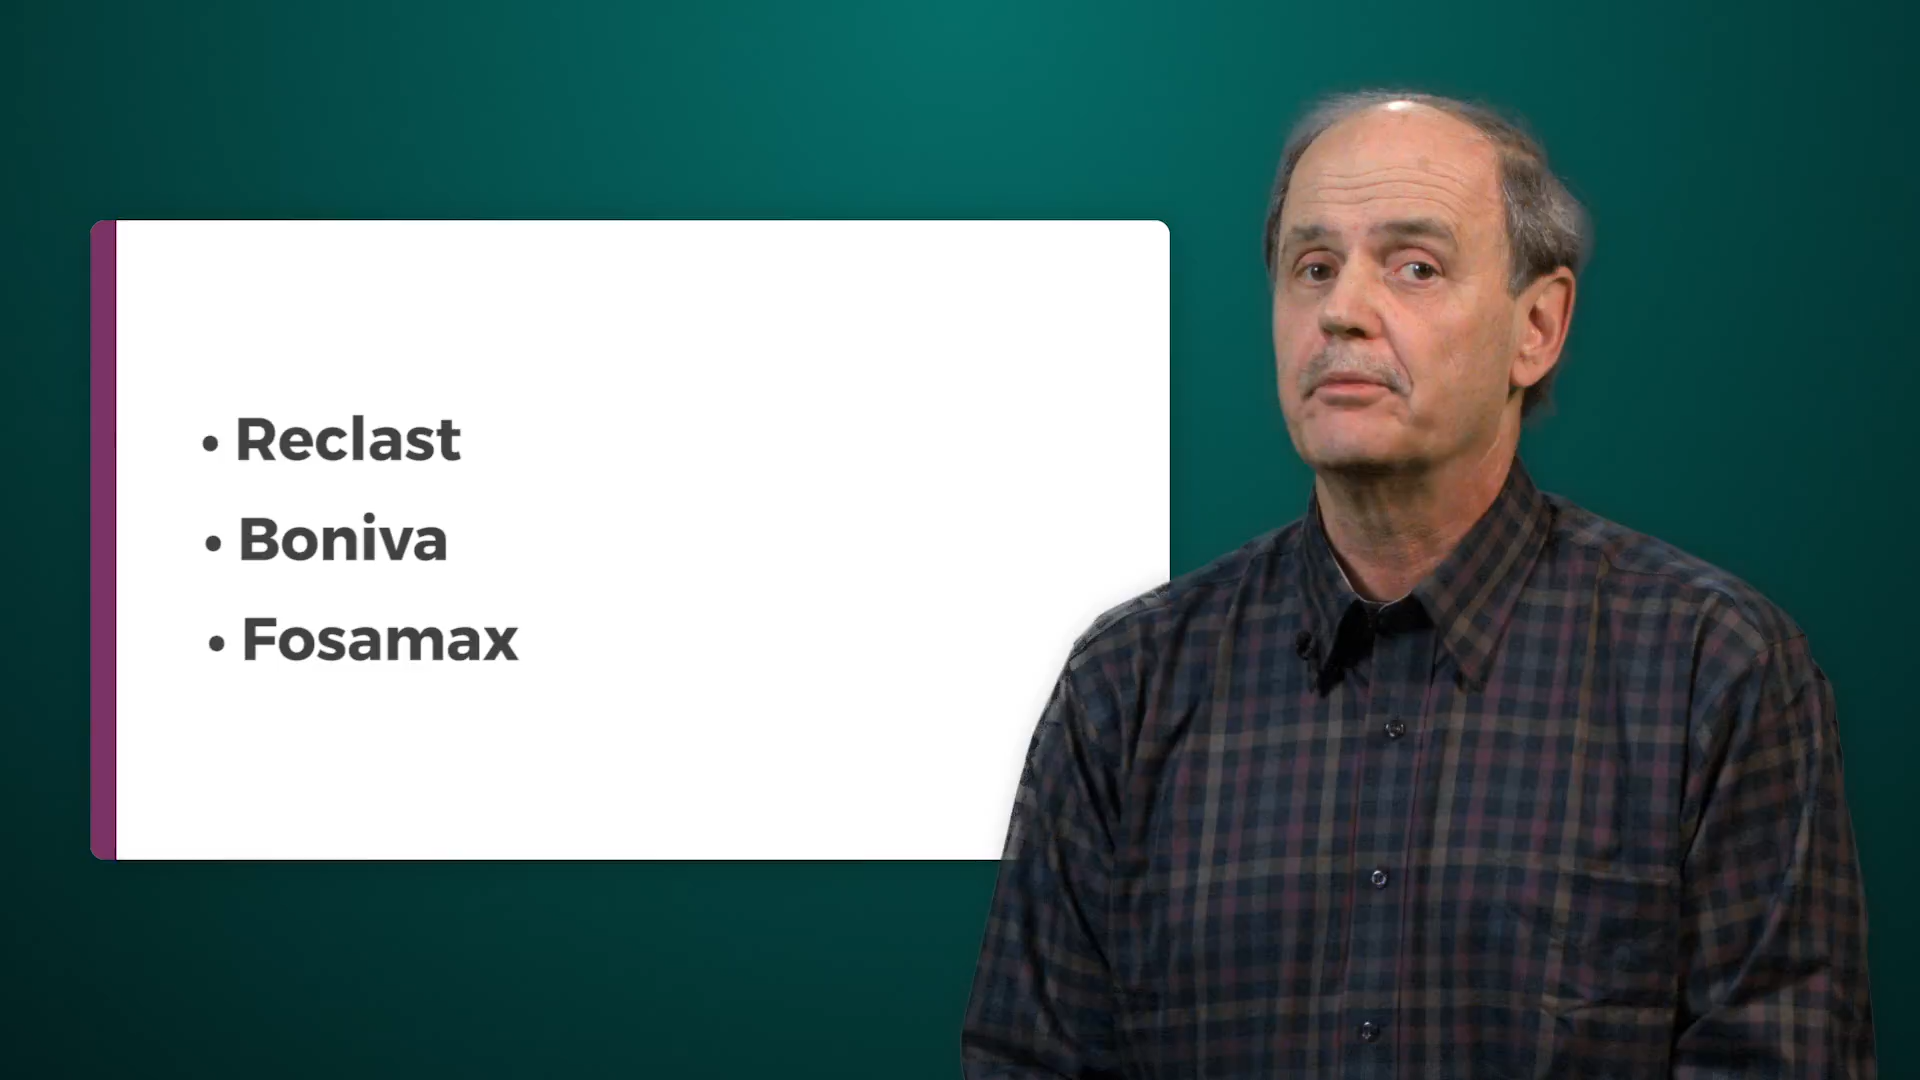 • Reclast
• Boniva
• Fosamax